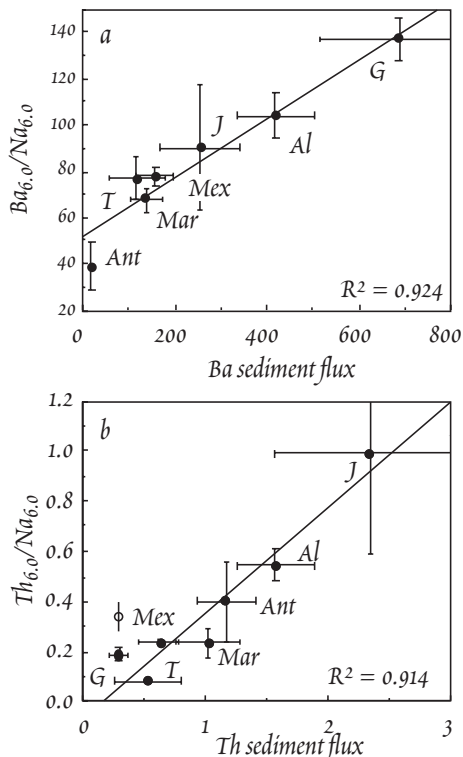 a
140
120
100
80
60
40
20
Ba6.0/Na6.0
G
J
Al
T
Mex
Mar
Ant
R² = 0.924
0 200 400 600 800
Ba sediment flux
b
1.2
1.0
0.8
0.6
0.4
0.2
0.0
Th6.0/Na6.0
J
Al
Ant
Mex
Mar
G
T
R² = 0.914
0 1 2 3
Th sediment flux